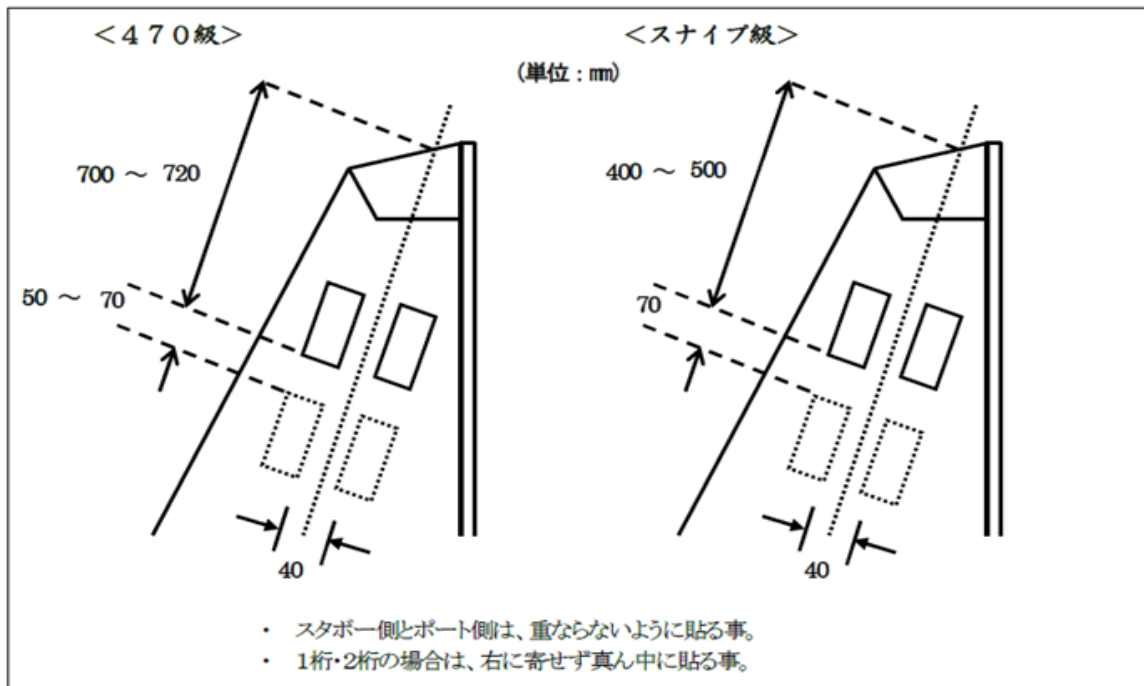 ＜４７０級＞
＜スナイプ級＞
(単位：㎜)
700 ～ 720
400 ～ 500
50 ～ 70
70
40
40
・ スタボー側とポート側は、重ならないように貼る事。
・ 1桁・2桁の場合は、右に寄せず真ん中に貼る事。